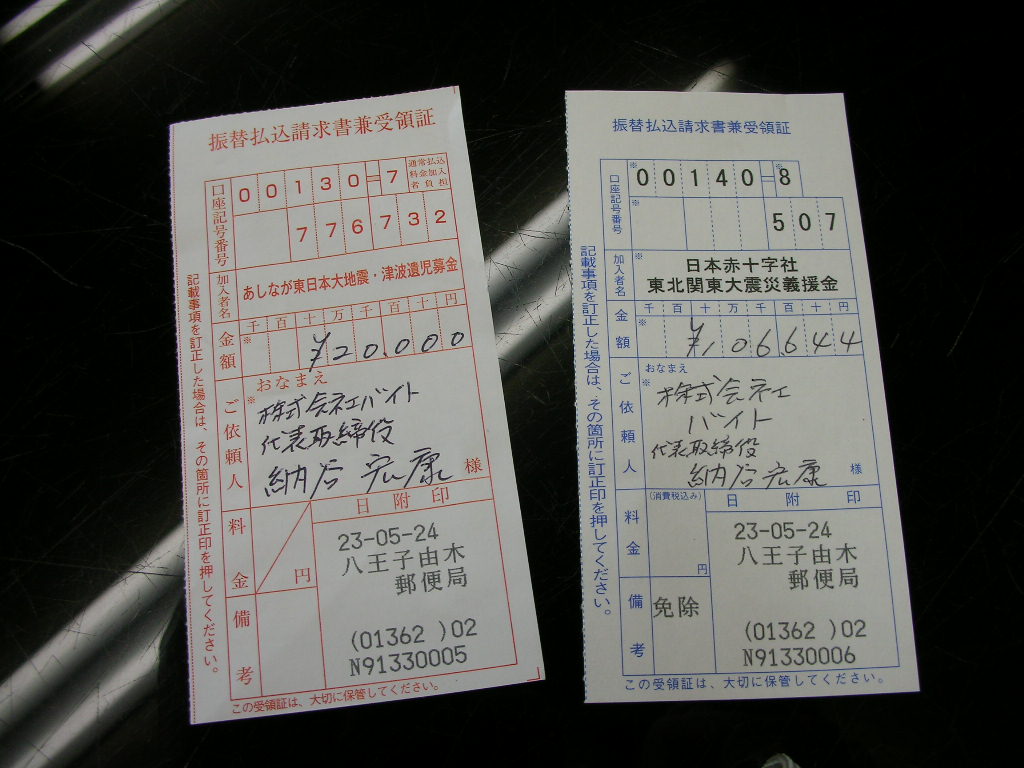 振替払込請求書兼受領証
口座記号番号
00130=7
通常払込
料金加入
者負担
776732
加入者名
あしなが東日本大地震・津波遺児募金
金額
千百十万千百十円
※
¥20.000
ご依頼人
おなまえ
※
株式会社エバイト
代表取締役
納
宏康
様
料金
円
日附印
23-05-24
八王子由木
郵便局
(01362 )02
N91330005
備考
この受領証は、大切に保管してください。
記載事項を訂正した場合は、その箇所に訂正印を押してください。
振替払込請求書兼受領証
口座記号番号
※
00140=8
※
※
507
加入者名
※
日本赤十字社
東北関東大震災義援金
金額
千百十万千百十円
※
¥106.644
ご依頼人
おなまえ
※
株式会社エ
バイト
代表取締役
納
宏康
様
料金
(消費税込み)
円
日附印
23-05-24
八王子由木
郵便局
(01362 )02
N91330006
備考
免除
この受領証は、大切に保管してください。
記載事項を訂正した場合は、その箇所に訂正印を押してください。